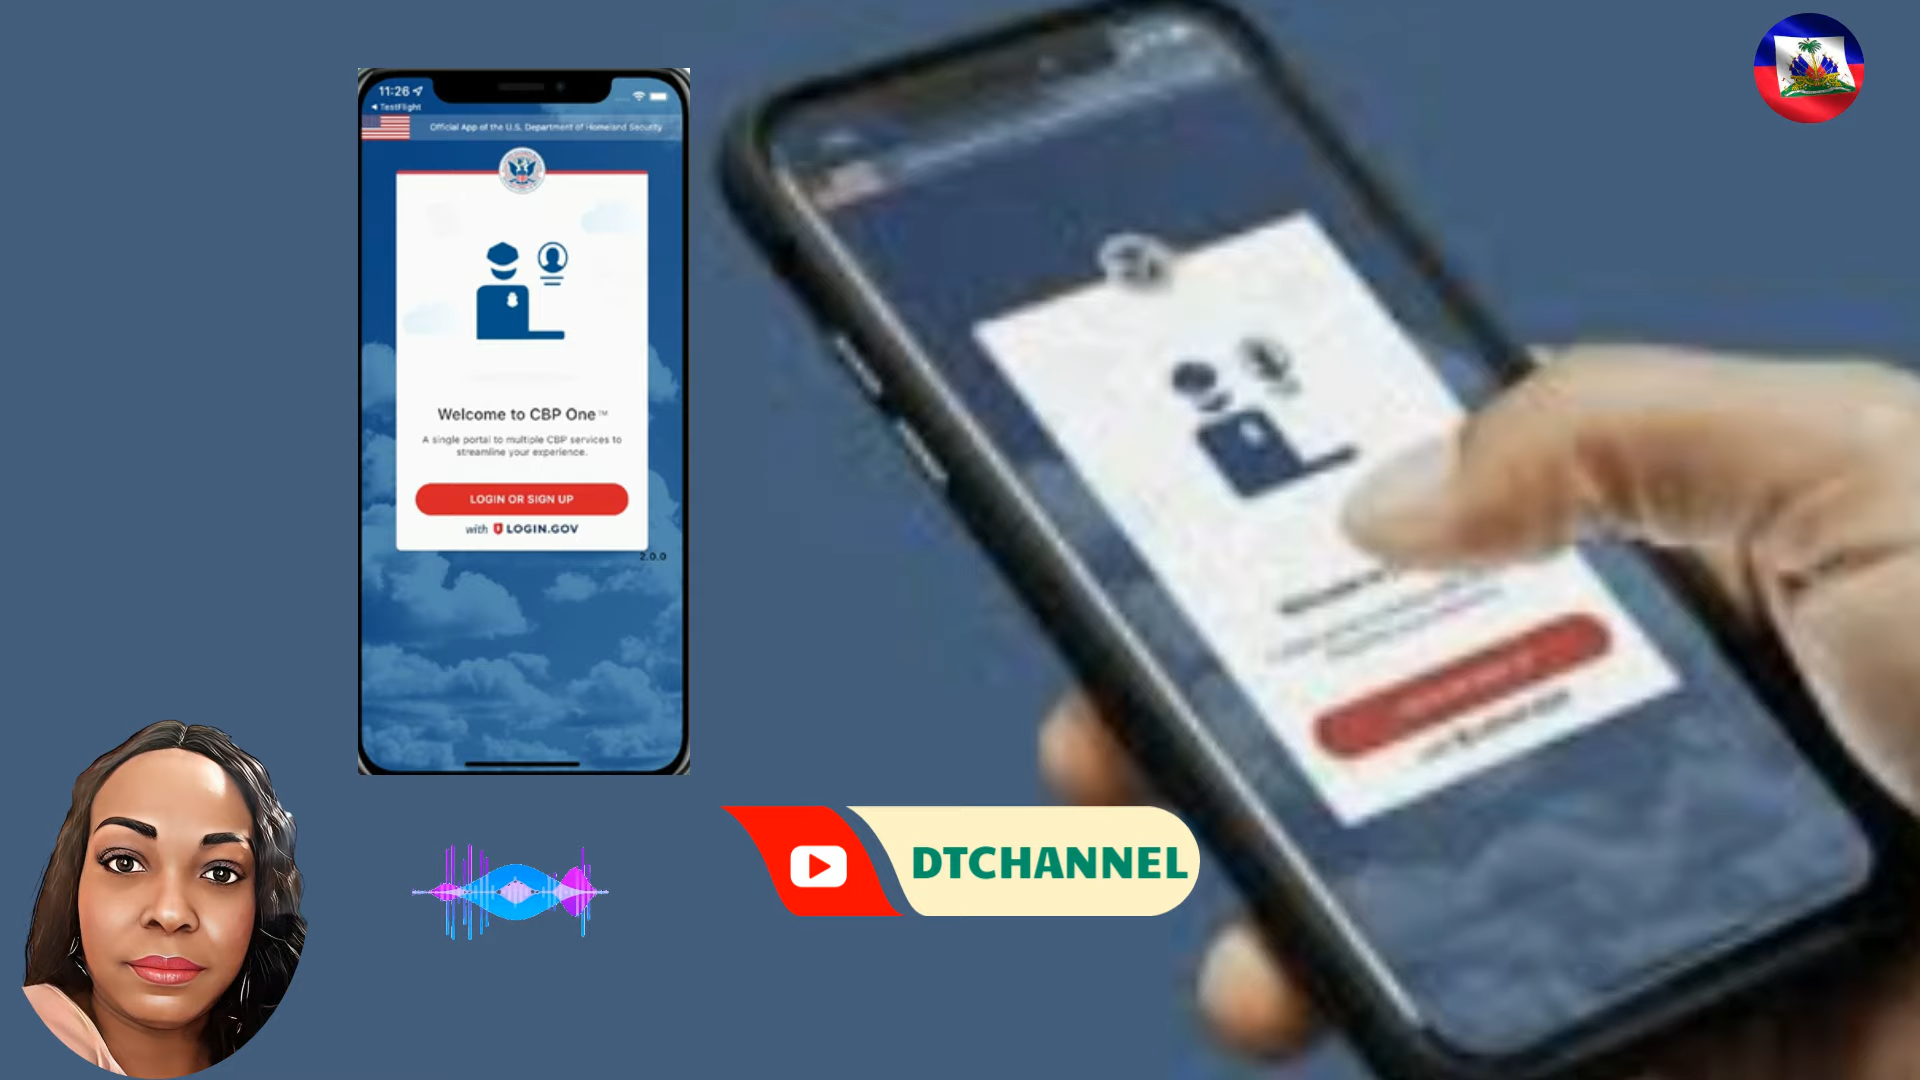 11:26
TestFlight
Official App of the U.S. Department of Homeland Security
Welcome to CBP One™
A single portal to multiple CBP services to
streamline your experience.
LOGIN OR SIGN UP
with LOGIN.GOV
2.0.0
DTCHANNEL